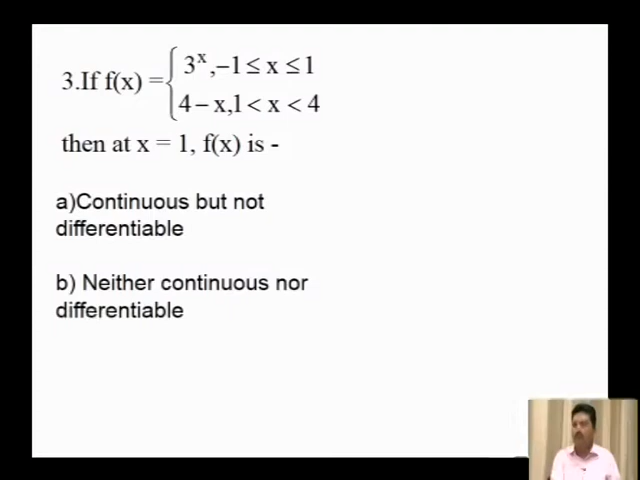 3.If f(x) = { 3ˣ,−1 ≤ x ≤ 1
4 − x,1 < x < 4
then at x = 1, f(x) is -
a)Continuous but not
differentiable
b) Neither continuous nor
differentiable